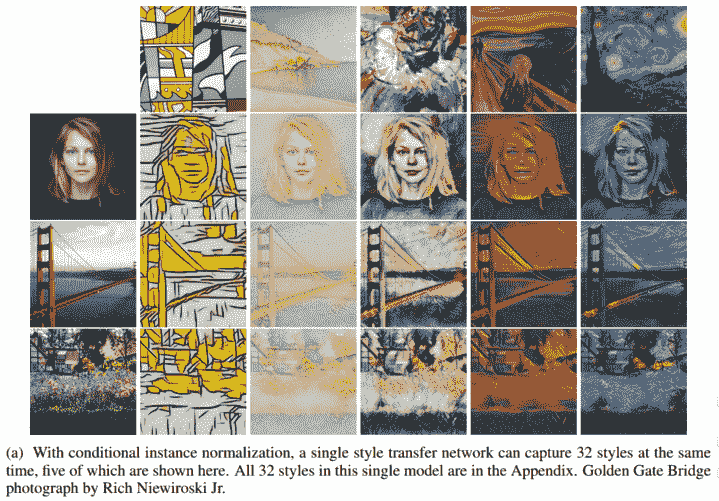 (a) With conditional instance normalization, a single style transfer network can capture 32 styles at the same
time, five of which are shown here. All 32 styles in this single model are in the Appendix. Golden Gate Bridge
photograph by Rich Niewiroski Jr.